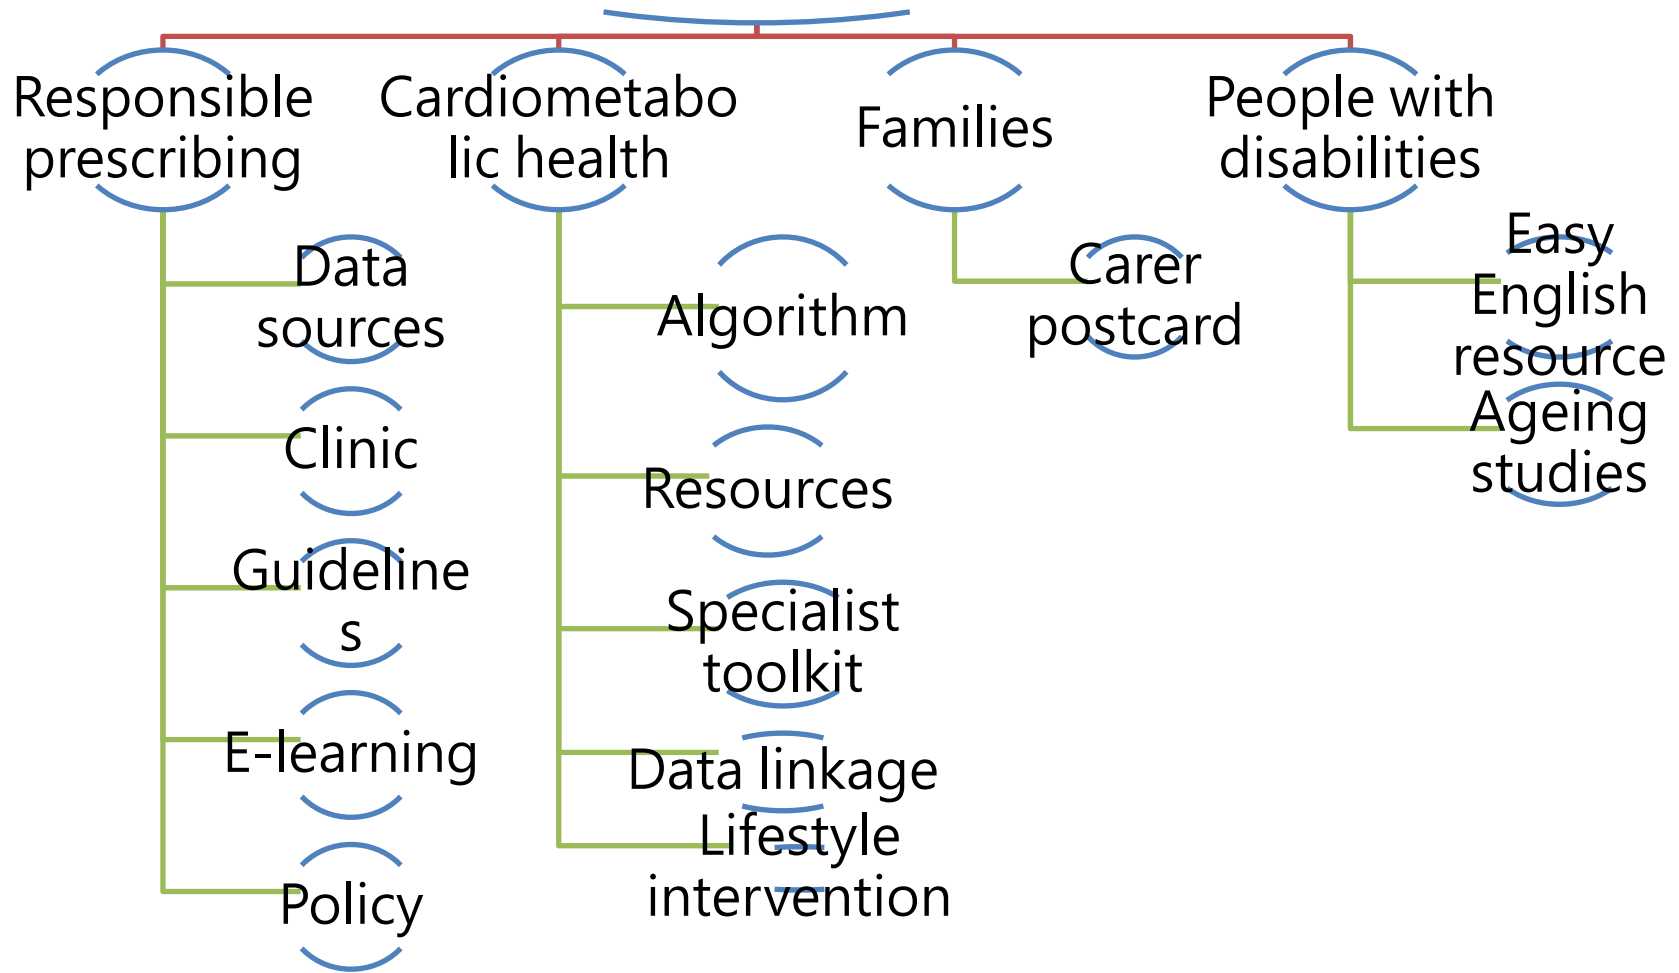 Responsible
prescribing
Data
sources
Clinic
Guideline
s
E-learning
Policy
Cardiometabo
lic health
Algorithm
Resources
Specialist
toolkit
Data linkage
Lifestyle
intervention
Families
Carer
postcard
People with
disabilities
Easy
English
resource
Ageing
studies